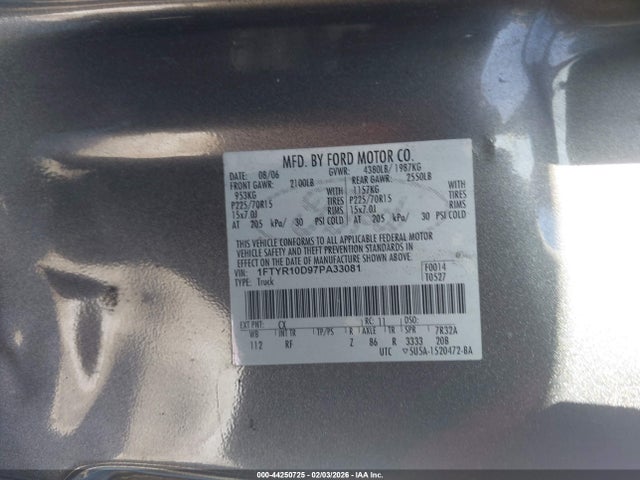 MFD. BY FORD MOTOR CO.
DATE: 08/06 GVWR: 4380LB/ 1987KG
FRONT GAWR: 2100LB REAR GAWR: 2550LB
953KG WITH 1157KG WITH
P225/70R15 TIRES P225/70R15 TIRES
15x7.0J RIMS 15x7.0J RIMS
AT 205 kPa/ 30 PSI COLD AT 205 kPa/ 30 PSI COLD
THIS VEHICLE CONFORMS TO ALL APPLICABLE FEDERAL MOTOR
VEHICLE SAFETY AND THEFT PREVENTION STANDARDS IN
EFFECT ON THE DATE OF MANUFACTURE SHOWN ABOVE.
VIN: 1FTYR10D97PA33081 F0014
TYPE: Truck T0527
EXT PNT: CX RC: 11 DSO:
WB INT TR TP/PS R AXLE TR SPR 7R32A
112 RF Z 86 R 3333 20B
UTC ▽5U5A-1520472-BA
000-44250725 - 02/03/2026 - IAA Inc.